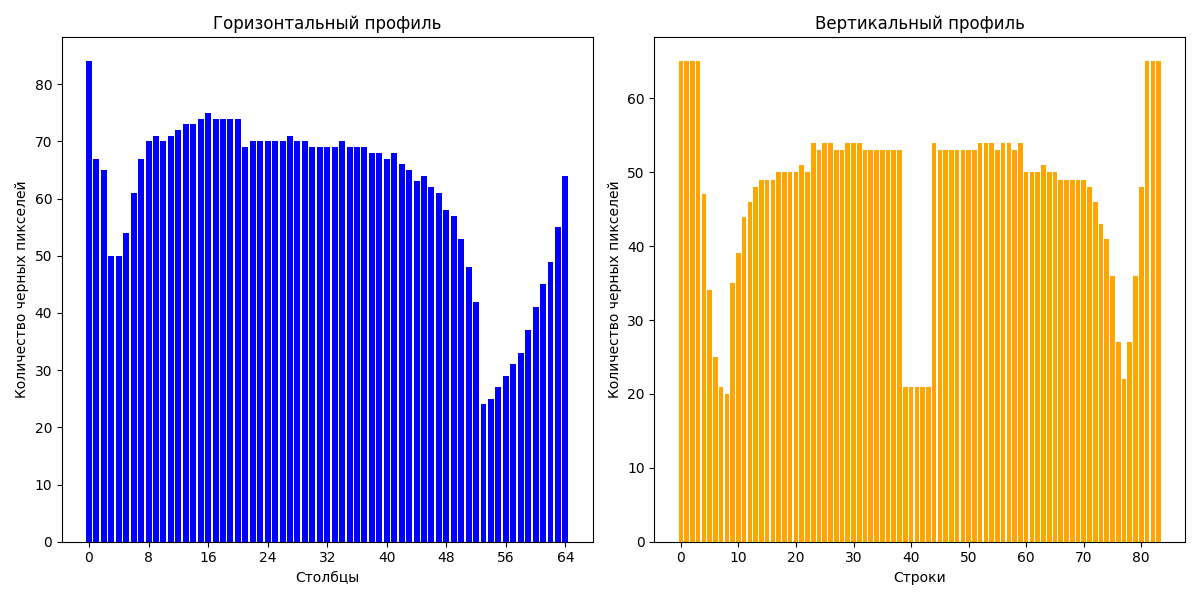 Горизонтальный профиль
Количество черных пикселей
80
70
60
50
40
30
20
10
0
0 8 16 24 32 40 48 56 64
Столбцы
Вертикальный профиль
Количество черных пикселей
60
50
40
30
20
10
0
0 10 20 30 40 50 60 70 80
Строки